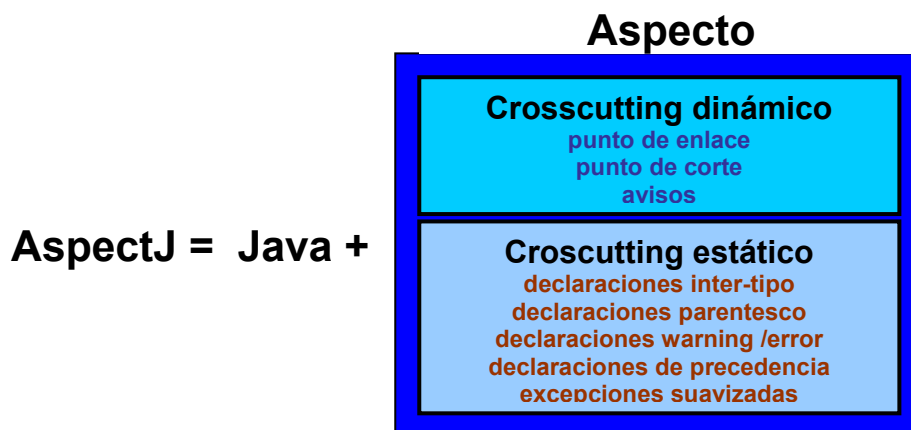 Aspecto
Crosscutting dinámico
punto de enlace
punto de corte
avisos
AspectJ = Java +
Croscutting estático
declaraciones inter-tipo
declaraciones parentesco
declaraciones warning /error
declaraciones de precedencia
excepciones suavizadas